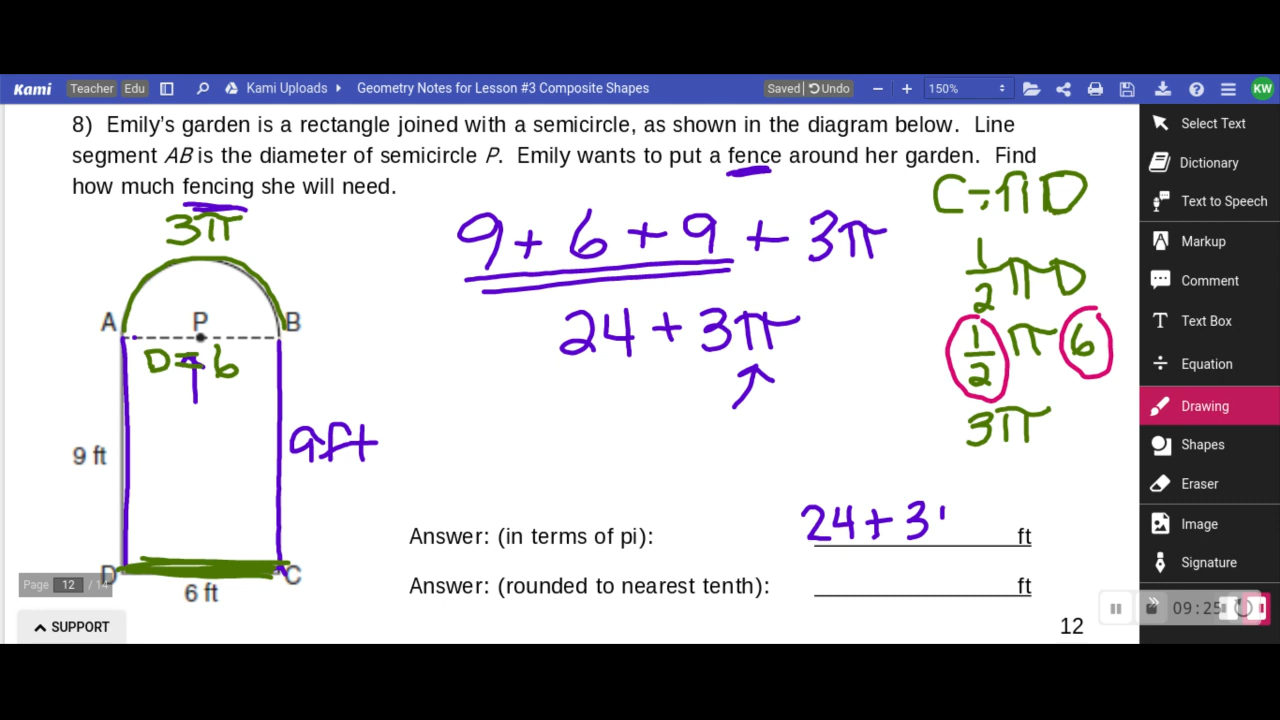 Kami Teacher Edu Kami Uploads Geometry Notes for Lesson #3 Composite Shapes Saved Undo 150% KW
8) Emily's garden is a rectangle joined with a semicircle, as shown in the diagram below. Line
segment AB is the diameter of semicircle P. Emily wants to put a fence around her garden. Find
how much fencing she will need.
3π
A P B
D = 6
9 ft
9ft
D C
6 ft
9 + 6 + 9 + 3π
24 + 3π
C = π D
1/2 π D
1/2 π 6
3π
Answer: (in terms of pi): 24 + 3 ft
Answer: (rounded to nearest tenth): ft
12
Page 12 / 14
SUPPORT
Select Text
Dictionary
Text to Speech
Markup
Comment
Text Box
Equation
Drawing
Shapes
Eraser
Image
Signature
09:25